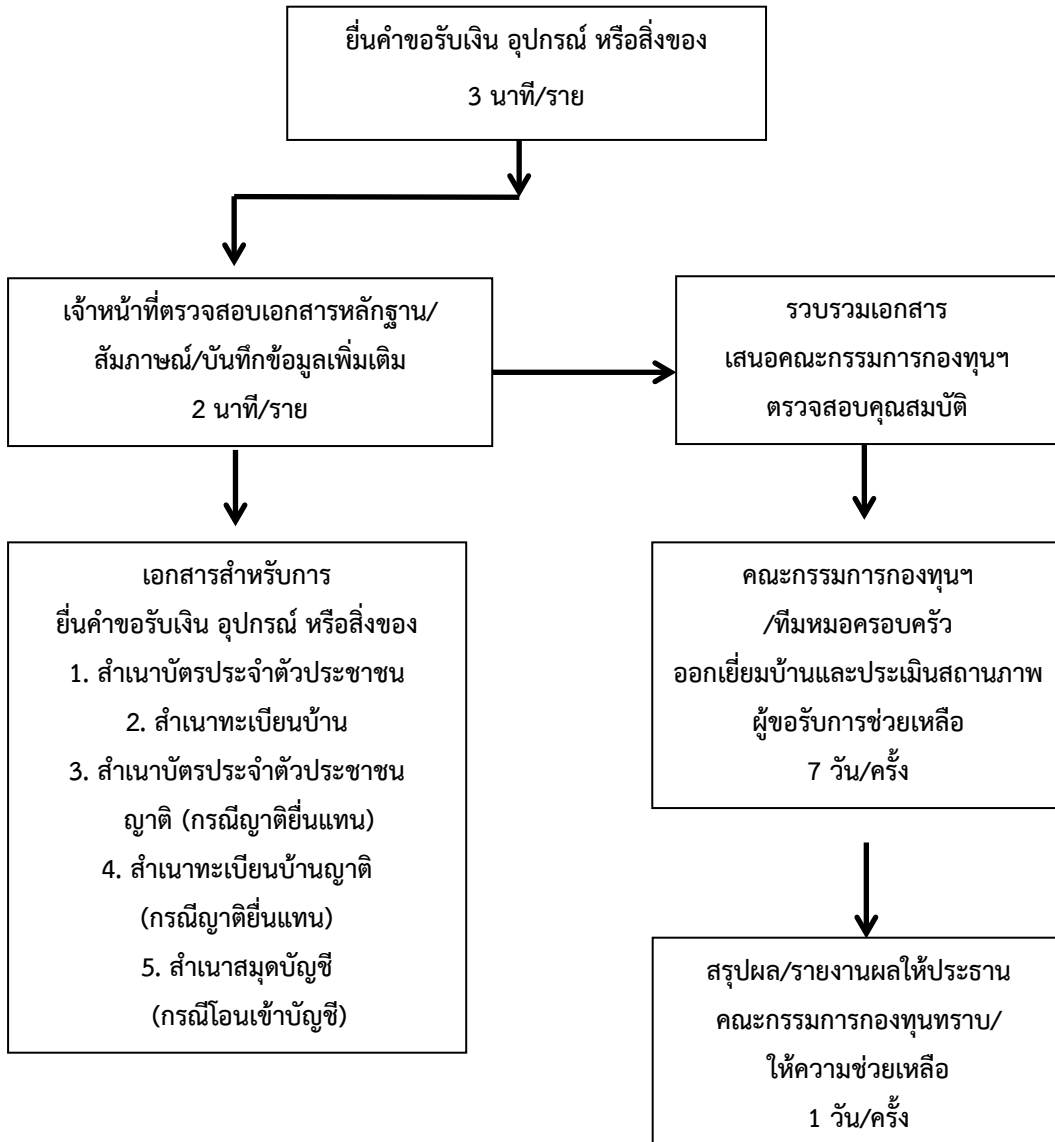 ยื่นคำขอรับเงิน อุปกรณ์ หรือสิ่งของ
3 นาที/ราย
เจ้าหน้าที่ตรวจสอบเอกสารหลักฐาน/
สัมภาษณ์/บันทึกข้อมูลเพิ่มเติม
2 นาที/ราย
รวบรวมเอกสาร
เสนอคณะกรรมการกองทุนฯ
ตรวจสอบคุณสมบัติ
เอกสารสำหรับการ
ยื่นคำขอรับเงิน อุปกรณ์ หรือสิ่งของ
1. สำเนาบัตรประจำตัวประชาชน
2. สำเนาทะเบียนบ้าน
3. สำเนาบัตรประจำตัวประชาชน
ญาติ (กรณีญาติยื่นแทน)
4. สำเนาทะเบียนบ้านญาติ
(กรณีญาติยื่นแทน)
5. สำเนาสมุดบัญชี
(กรณีโอนเข้าบัญชี)
คณะกรรมการกองทุนฯ
/ทีมหมอครอบครัว
ออกเยี่ยมบ้านและประเมินสถานภาพ
ผู้ขอรับการช่วยเหลือ
7 วัน/ครั้ง
สรุปผล/รายงานผลให้ประธาน
คณะกรรมการกองทุนทราบ/
ให้ความช่วยเหลือ
1 วัน/ครั้ง